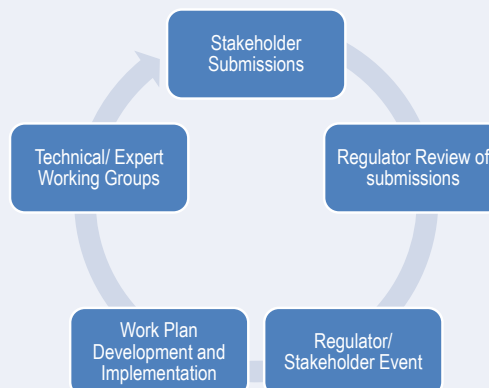 Stakeholder
Submissions
Regulator Review of
submissions
Regulator/
Stakeholder Event
Work Plan
Development and
Implementation
Technical/ Expert
Working Groups